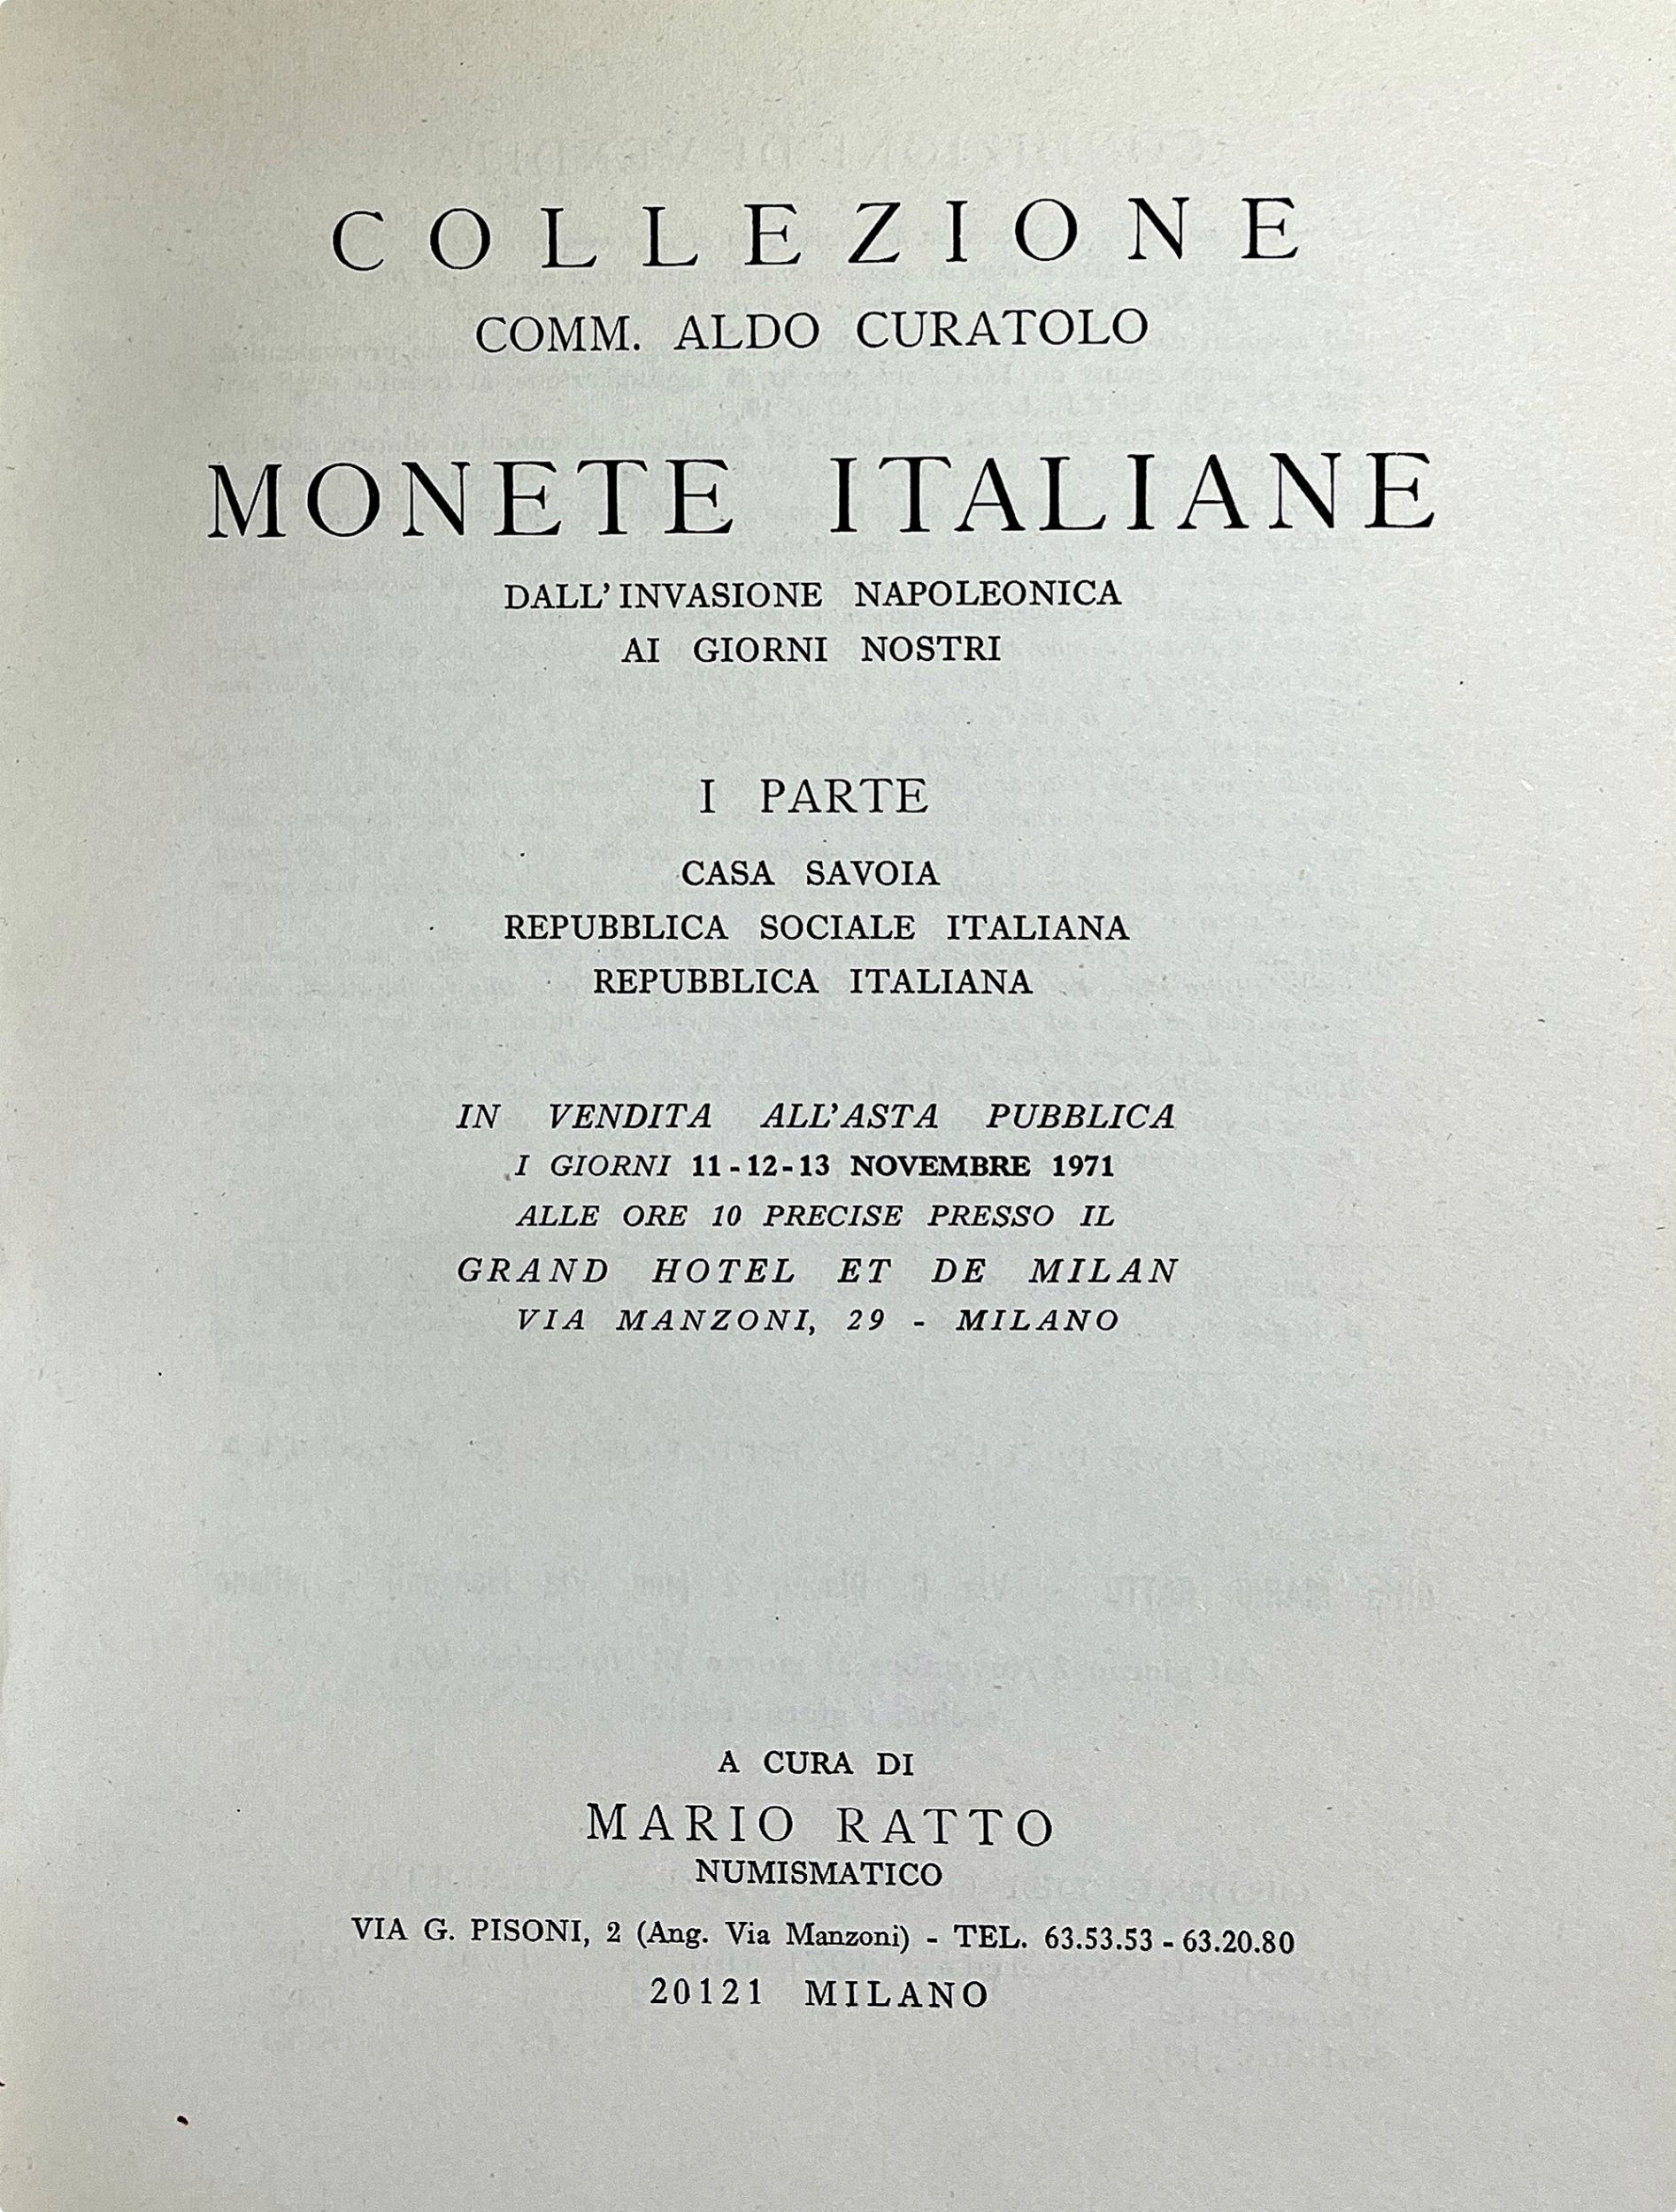 COLLEZIONE
COMM. ALDO CURATOLO
MONETE ITALIANE
DALL'INVASIONE NAPOLEONICA
AI GIORNI NOSTRI
I PARTE
CASA SAVOIA
REPUBBLICA SOCIALE ITALIANA
REPUBBLICA ITALIANA
IN VENDITA ALL'ASTA PUBBLICA
I GIORNI 11-12-13 NOVEMBRE 1971
ALLE ORE 10 PRECISE PRESSO IL
GRAND HOTEL ET DE MILAN
VIA MANZONI, 29 - MILANO
A CURA DI
MARIO RATTO
NUMISMATICO
VIA G. PISONI, 2 (Ang. Via Manzoni) - TEL. 63.53.53 - 63.20.80
20121 MILANO